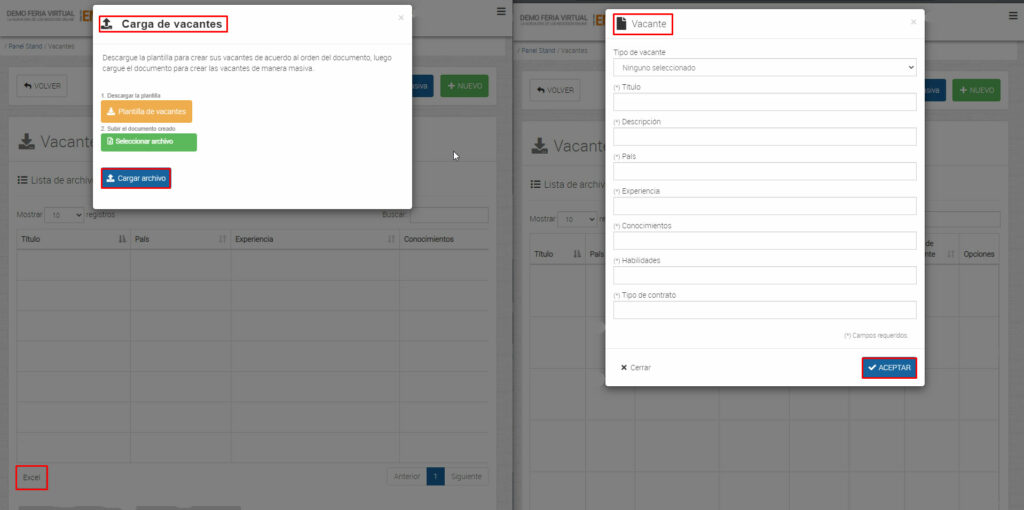 DEMO FERIA VIRTUAL
/ Panel Stand / Vacantes
VOLVER
NUEVO
Vacante
Lista de archiv
Mostrar 10 registros
Buscar:
Título
País
Experiencia
Conocimientos
Excel
Anterior
1
Siguiente
Carga de vacantes
×
Descargue la plantilla para crear sus vacantes de acuerdo al orden del documento, luego
cargue el documento para crear las vacantes de manera masiva.
1. Descargar la plantilla
Plantilla de vacantes
2. Subir el documento creado
Seleccionar archivo
Cargar archivo
DEMO FERIA VIRTUAL
/ Panel Stand / Vacantes
VOLVER
asiva
NUEVO
Vacan
Lista de archi
Mostrar 10 re
Título
País
de
nte
Opciones
Vacante
×
Tipo de vacante
Ninguno seleccionado
(*) Título
(*) Descripción
(*) País
(*) Experiencia
(*) Conocimientos
(*) Habilidades
(*) Tipo de contrato
(*) Campos requeridos
Cerrar
ACEPTAR